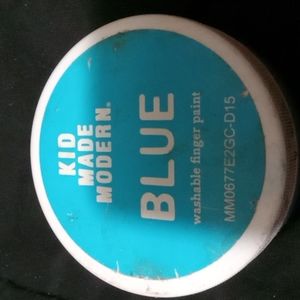 KID
MADE
MODERN®
BLUE
washable finger paint
MM0677E2GC-D15